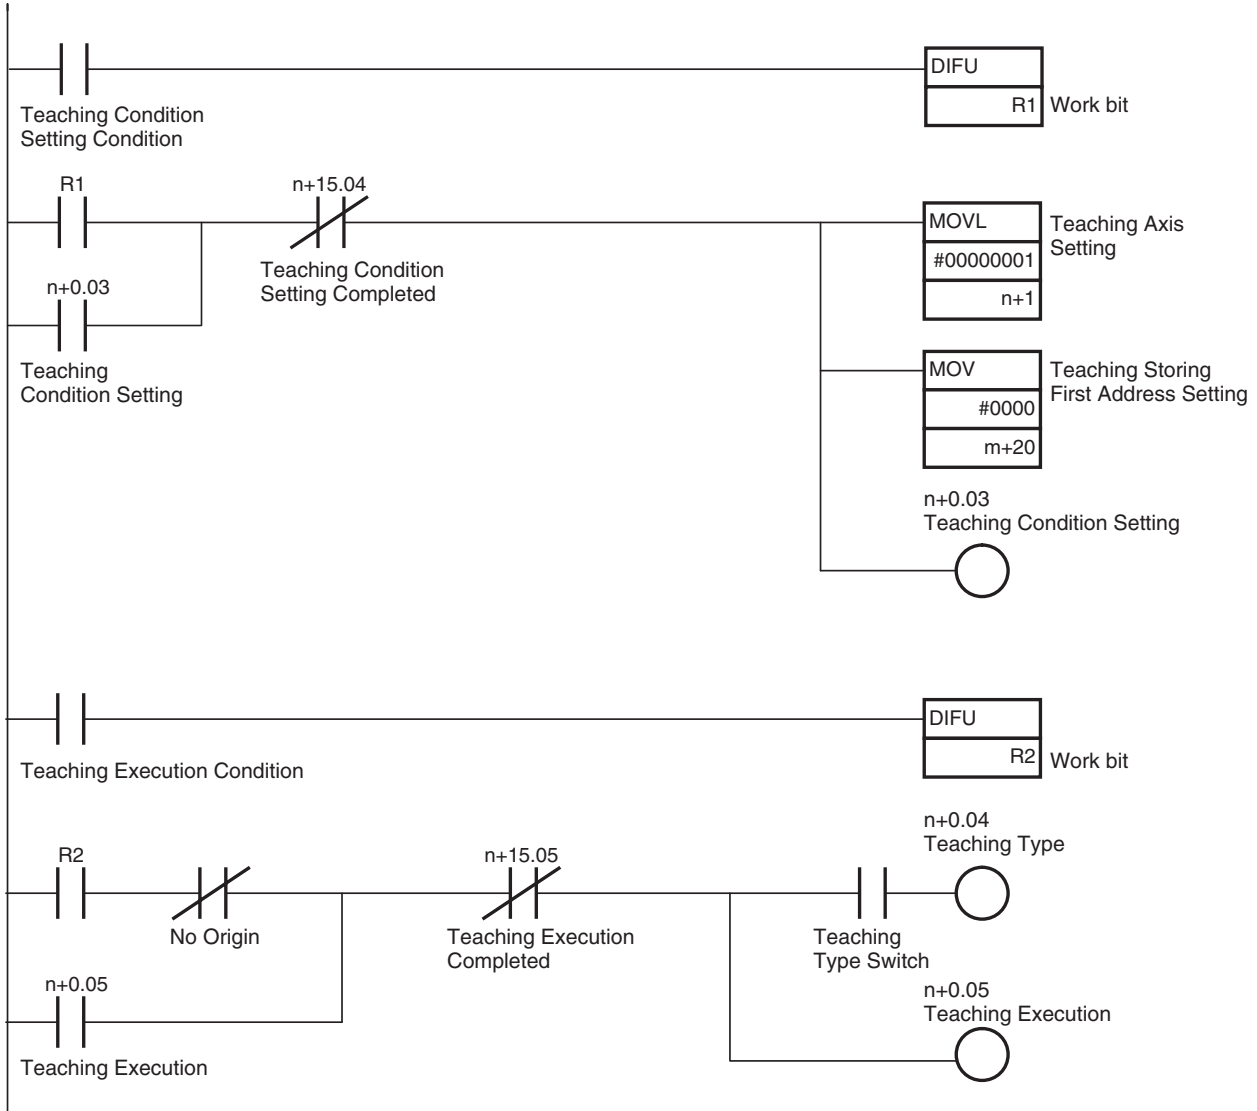 DIFU
R1
Work bit
Teaching Condition
Setting Condition
R1
n+15.04
MOVL
Teaching Axis
Setting
#00000001
n+1
Teaching Condition
Setting Completed
n+0.03
Teaching
Condition Setting
MOV
Teaching Storing
First Address Setting
#0000
m+20
n+0.03
Teaching Condition Setting
DIFU
R2
Work bit
Teaching Execution Condition
n+0.04
Teaching Type
R2
n+15.05
No Origin
Teaching Execution
Completed
Teaching
Type Switch
n+0.05
n+0.05
Teaching Execution
Teaching Execution